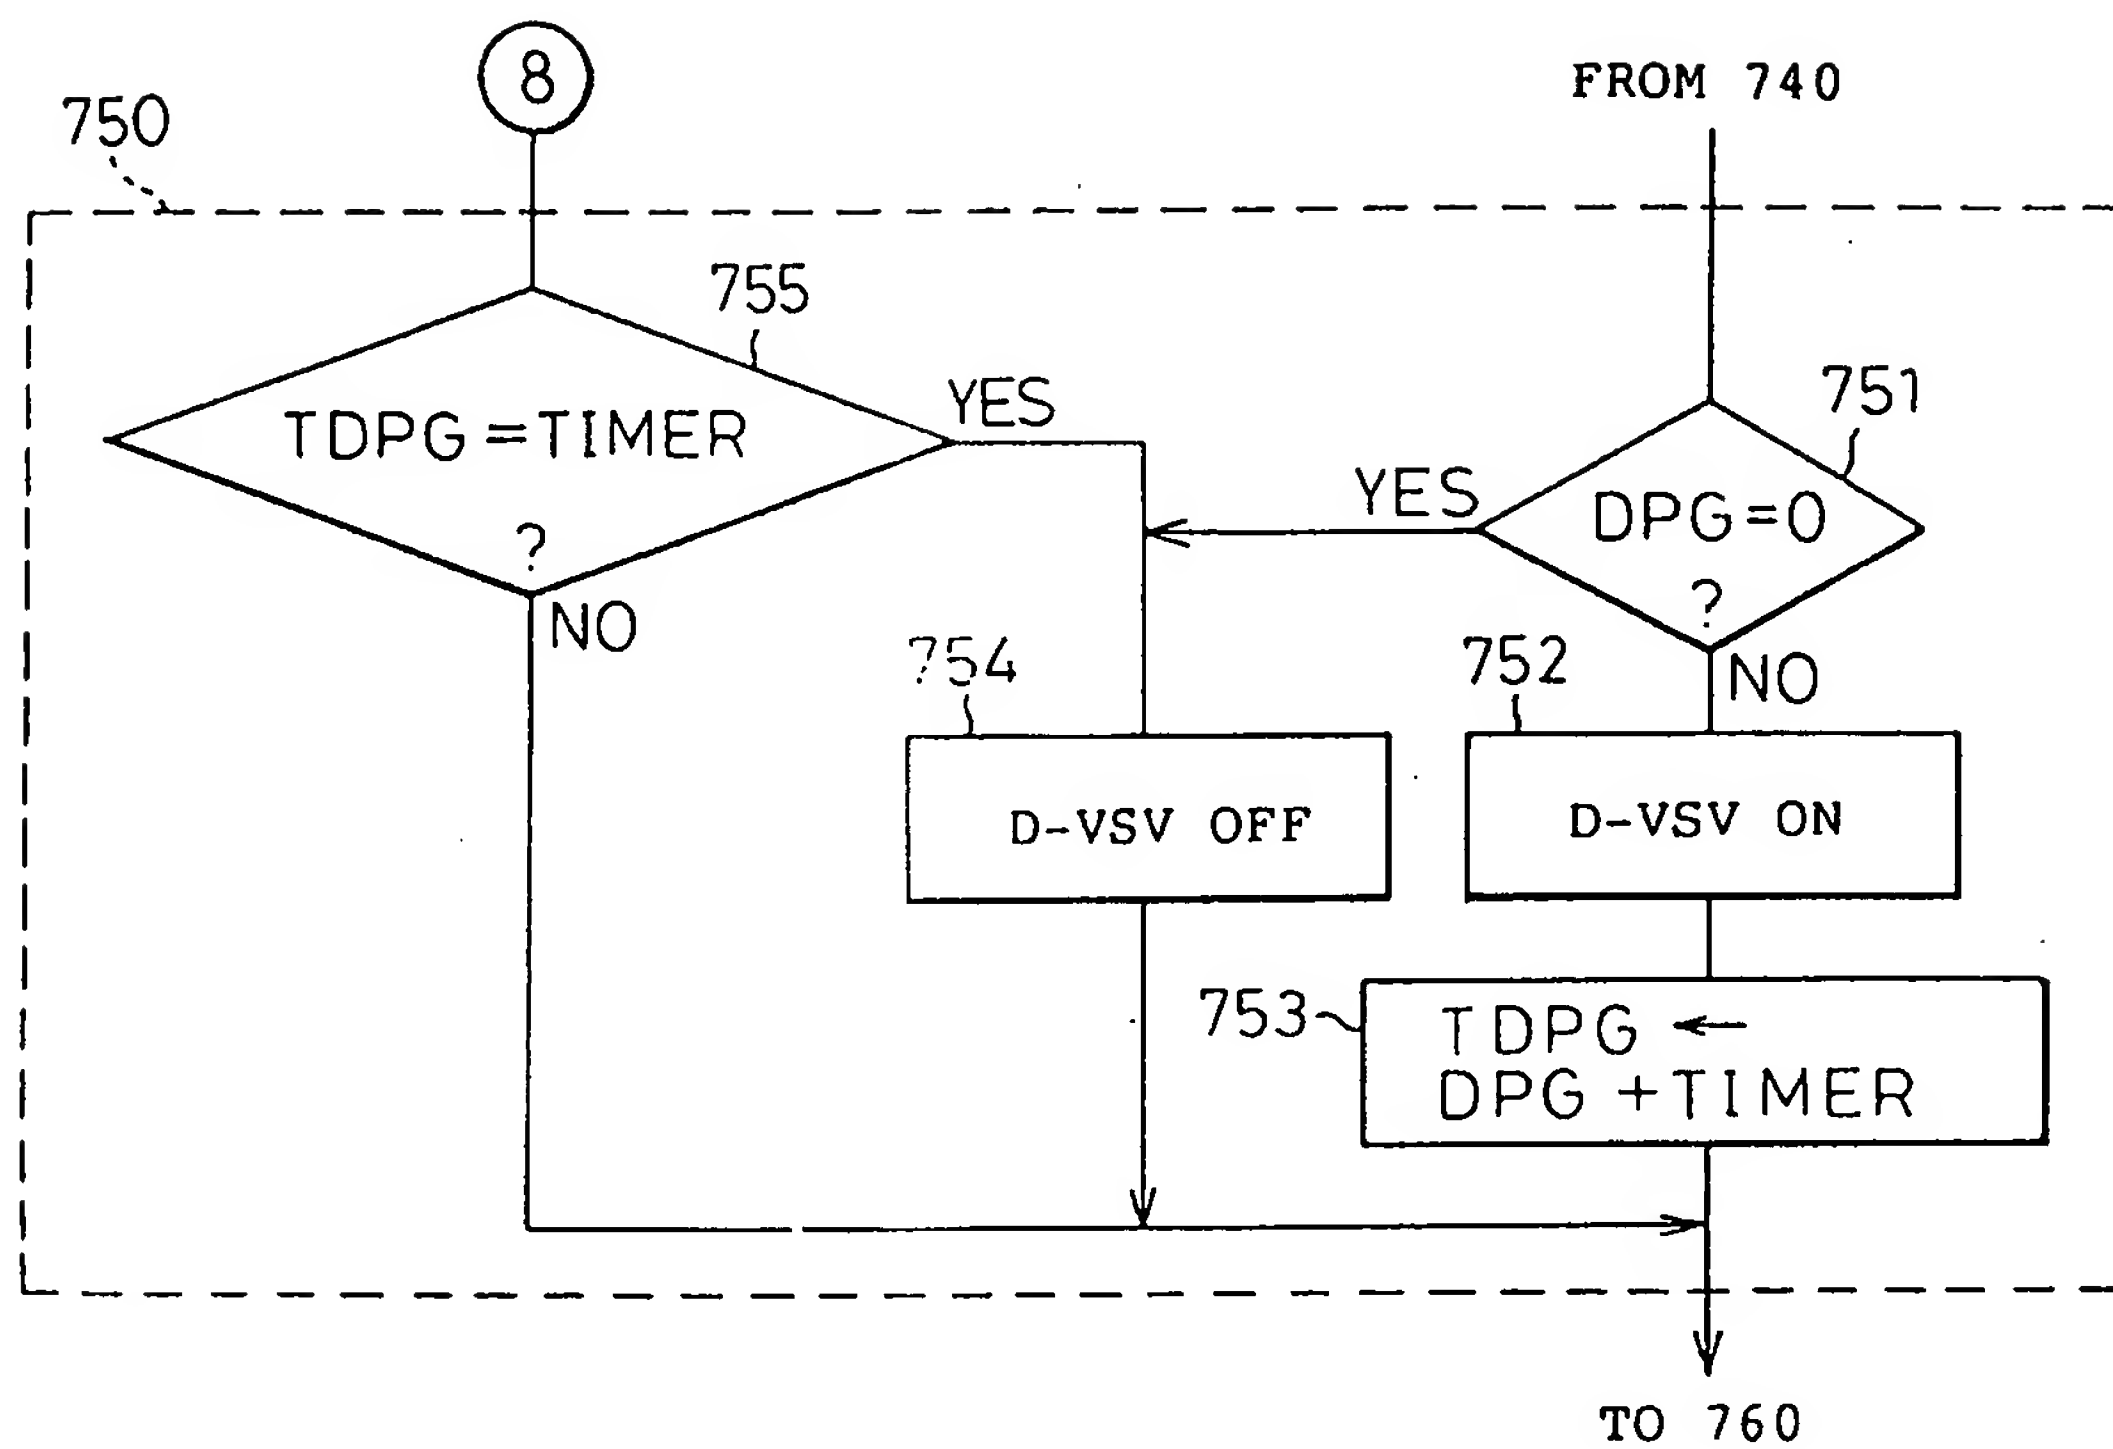 8
FROM 740
750
755
YES
751
TDPG=TIMER
?
NO
YES
DPG=0
?
NO
754
752
D-VSV OFF
D-VSV ON
753
TDPG ←
DPG+TIMER
TO 760